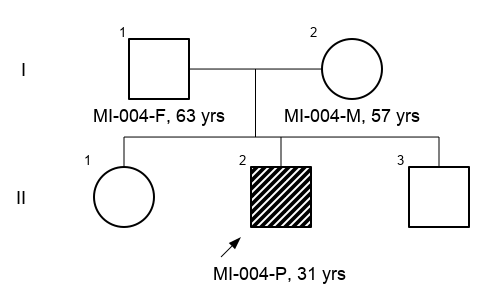 1 2
I
MI-004-F, 63 yrs MI-004-M, 57 yrs
1 2 3
II
MI-004-P, 31 yrs